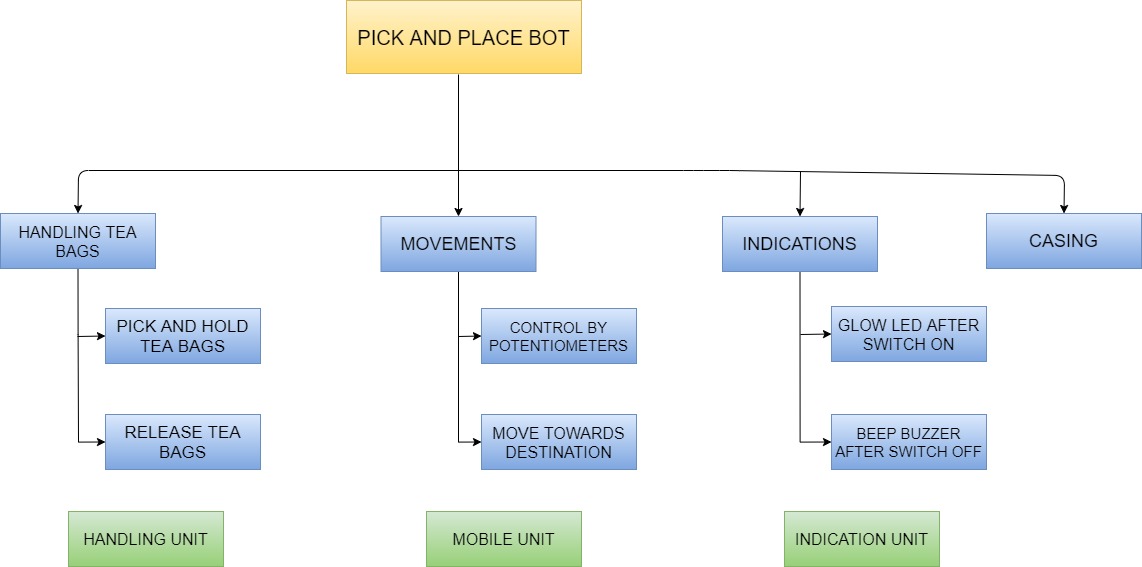 PICK AND PLACE BOT
HANDLING TEA
BAGS
MOVEMENTS
INDICATIONS
CASING
PICK AND HOLD
TEA BAGS
CONTROL BY
POTENTIOMETERS
GLOW LED AFTER
SWITCH ON
RELEASE TEA
BAGS
MOVE TOWARDS
DESTINATION
BEEP BUZZER
AFTER SWITCH OFF
HANDLING UNIT
MOBILE UNIT
INDICATION UNIT